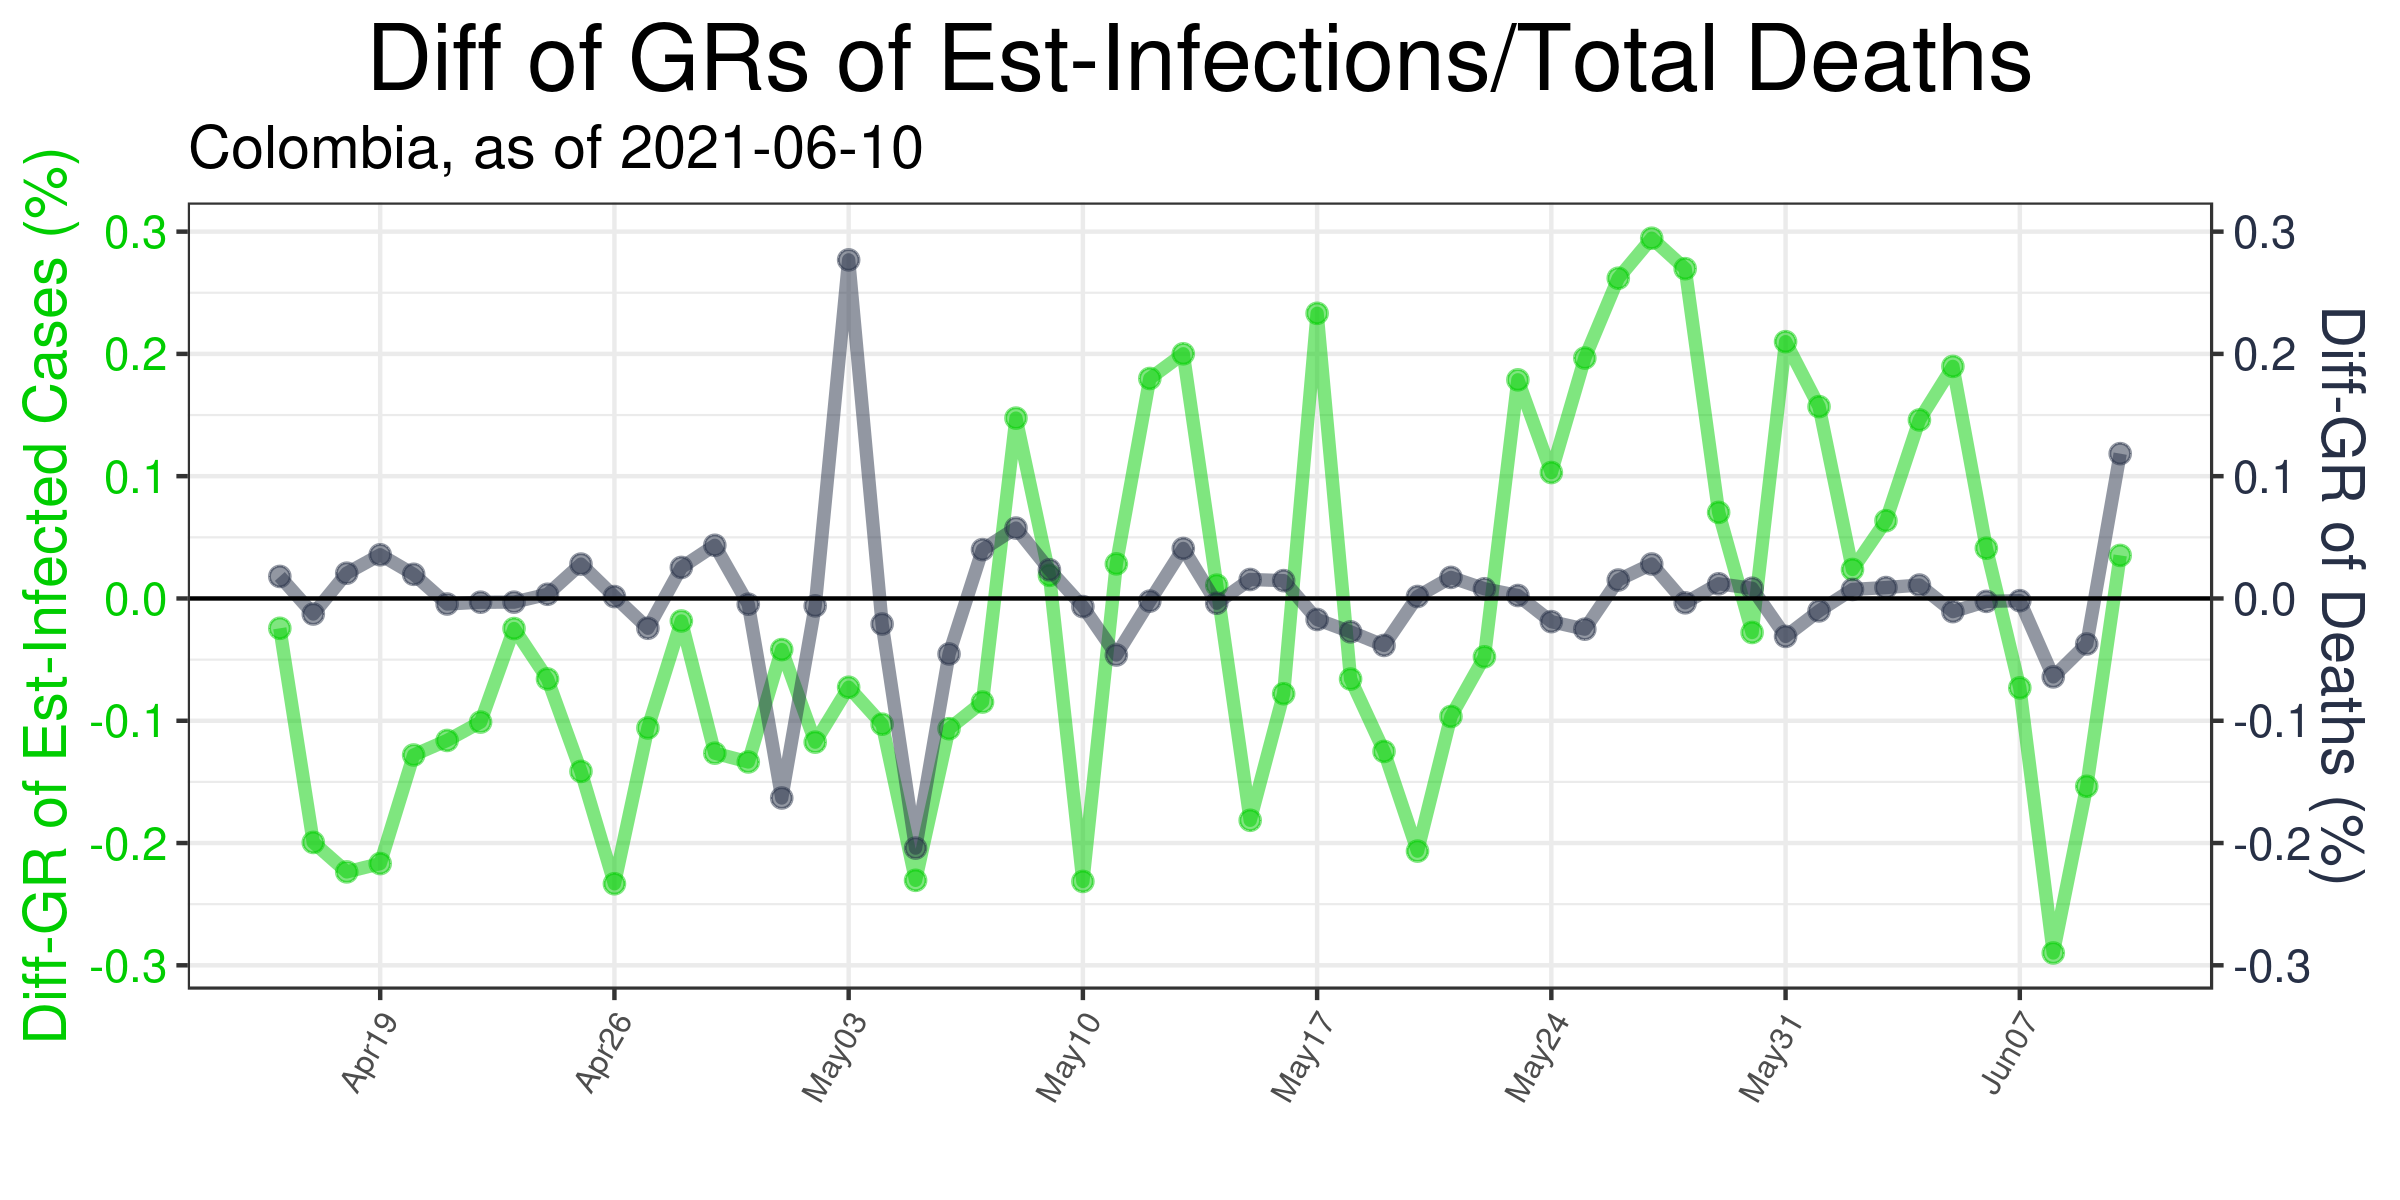 Diff of GRs of Est-Infections/Total Deaths
Colombia, as of 2021-06-10
Diff-GR of Est-Infected Cases (%)
0.3
0.2
0.1
0.0
-0.1
-0.2
-0.3
0.3
0.2
0.1
0.0
-0.1
-0.2
-0.3
Diff-GR of Deaths (%)
Apr19
Apr26
May03
May10
May17
May24
May31
Jun07